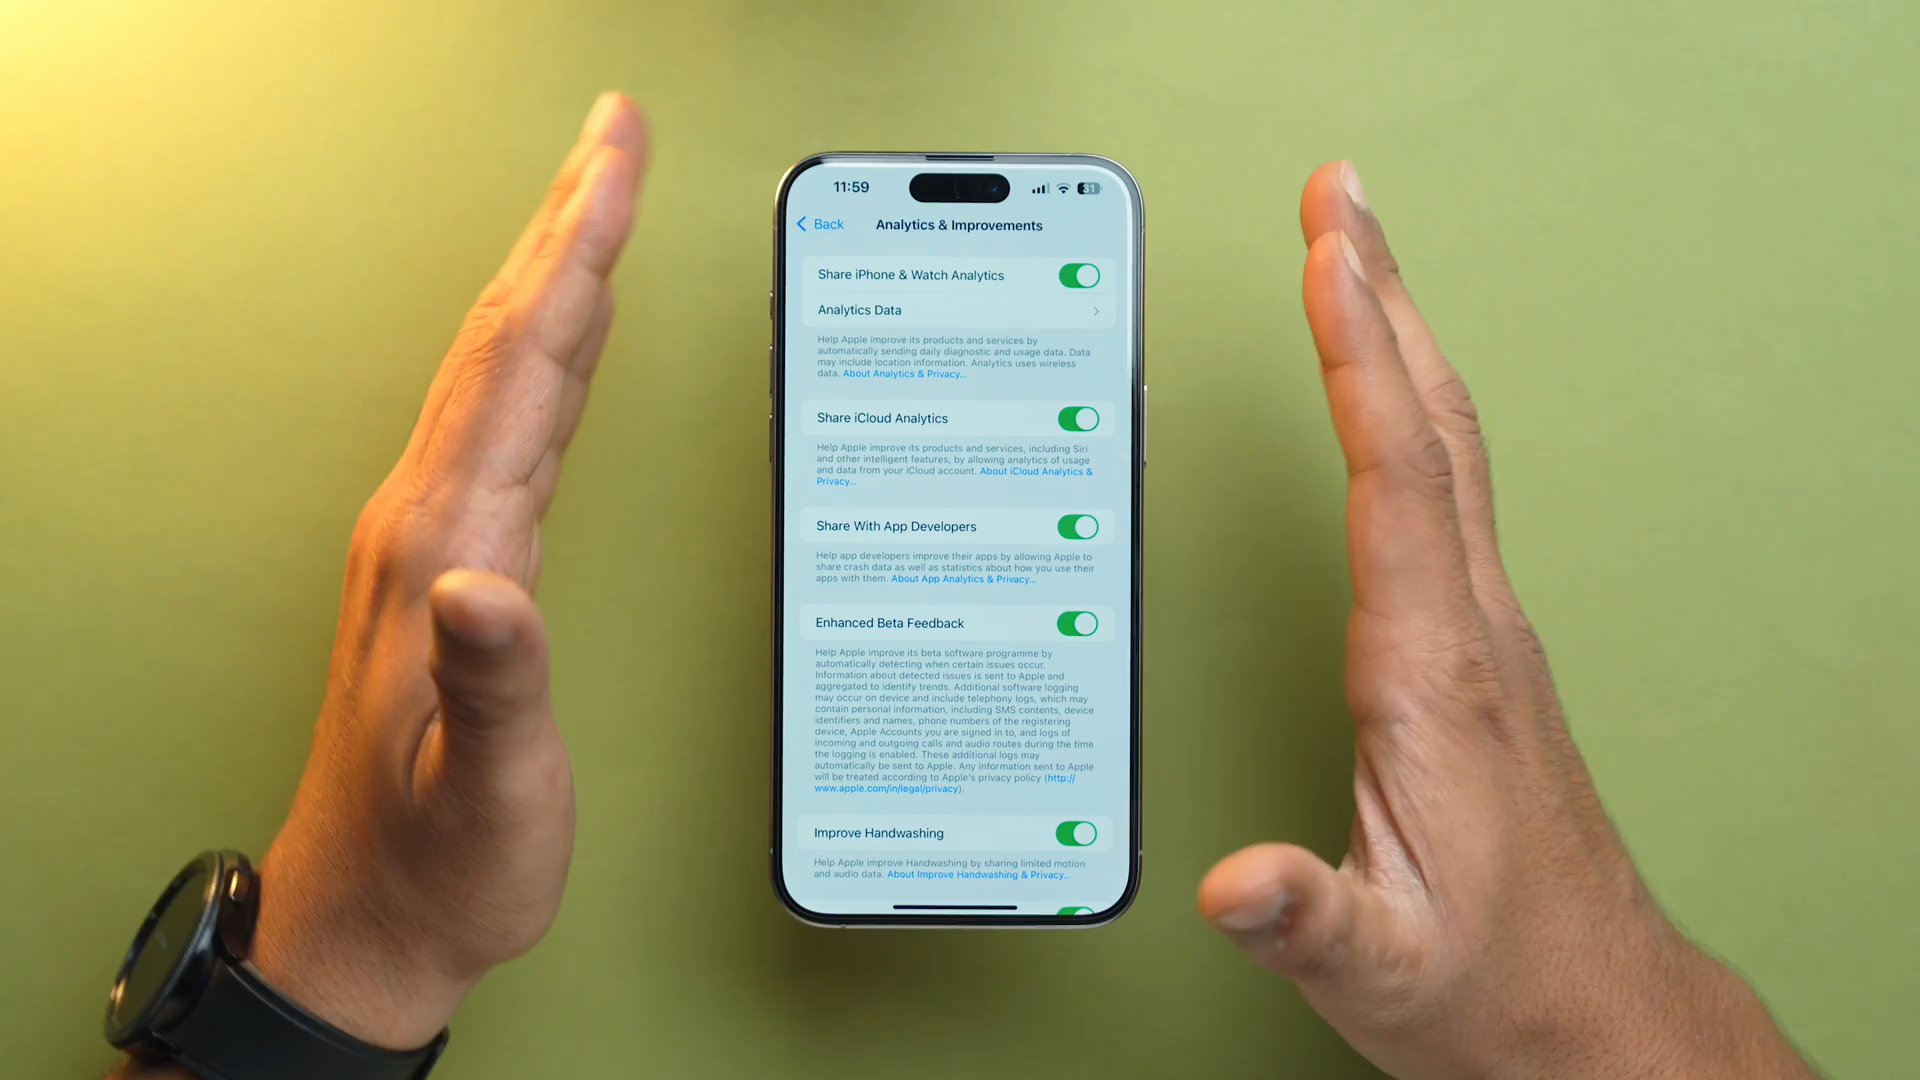 11:59
31
Back
Analytics & Improvements
Share iPhone & Watch Analytics
Analytics Data
Help Apple improve its products and services by
automatically sending daily diagnostic and usage data. Data
may include location information. Analytics uses wireless
data. About Analytics & Privacy...
Share iCloud Analytics
Help Apple improve its products and services, including Siri
and other intelligent features, by allowing analytics of usage
and data from your iCloud account. About iCloud Analytics &
Privacy...
Share With App Developers
Help app developers improve their apps by allowing Apple to
share crash data as well as statistics about how you use their
apps with them. About App Analytics & Privacy...
Enhanced Beta Feedback
Help Apple improve its beta software programme by
automatically detecting when certain issues occur.
Information about detected issues is sent to Apple and
aggregated to identify trends. Additional software logging
may occur on device and include telephony logs, which may
contain personal information, including SMS contents, device
identifiers and names, phone numbers of the registering
device, Apple Accounts you are signed in to, and logs of
incoming and outgoing calls and audio routes during the time
the logging is enabled. These additional logs may
automatically be sent to Apple. Any information sent to Apple
will be treated according to Apple's privacy policy (http://
www.apple.com/in/legal/privacy).
Improve Handwashing
Help Apple improve Handwashing by sharing limited motion
and audio data. About Improve Handwashing & Privacy...